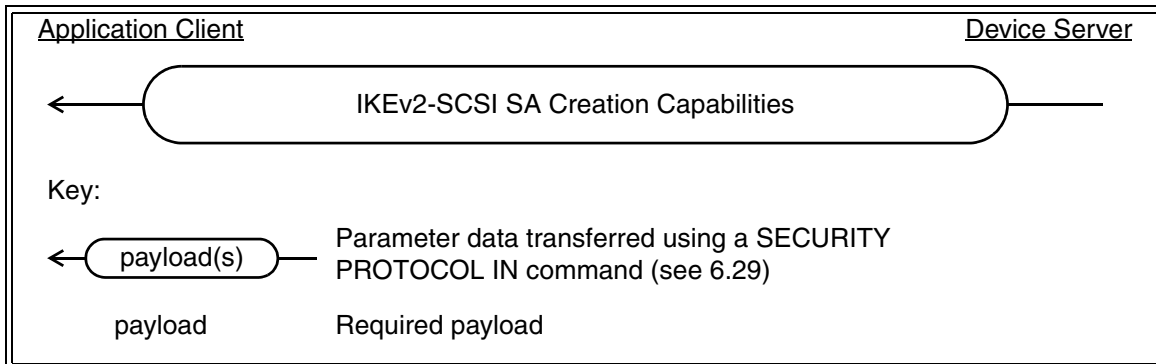 Application Client Device Server
IKEv2-SCSI SA Creation Capabilities
Key:
payload(s) Parameter data transferred using a SECURITY
PROTOCOL IN command (see 6.29)
payload Required payload